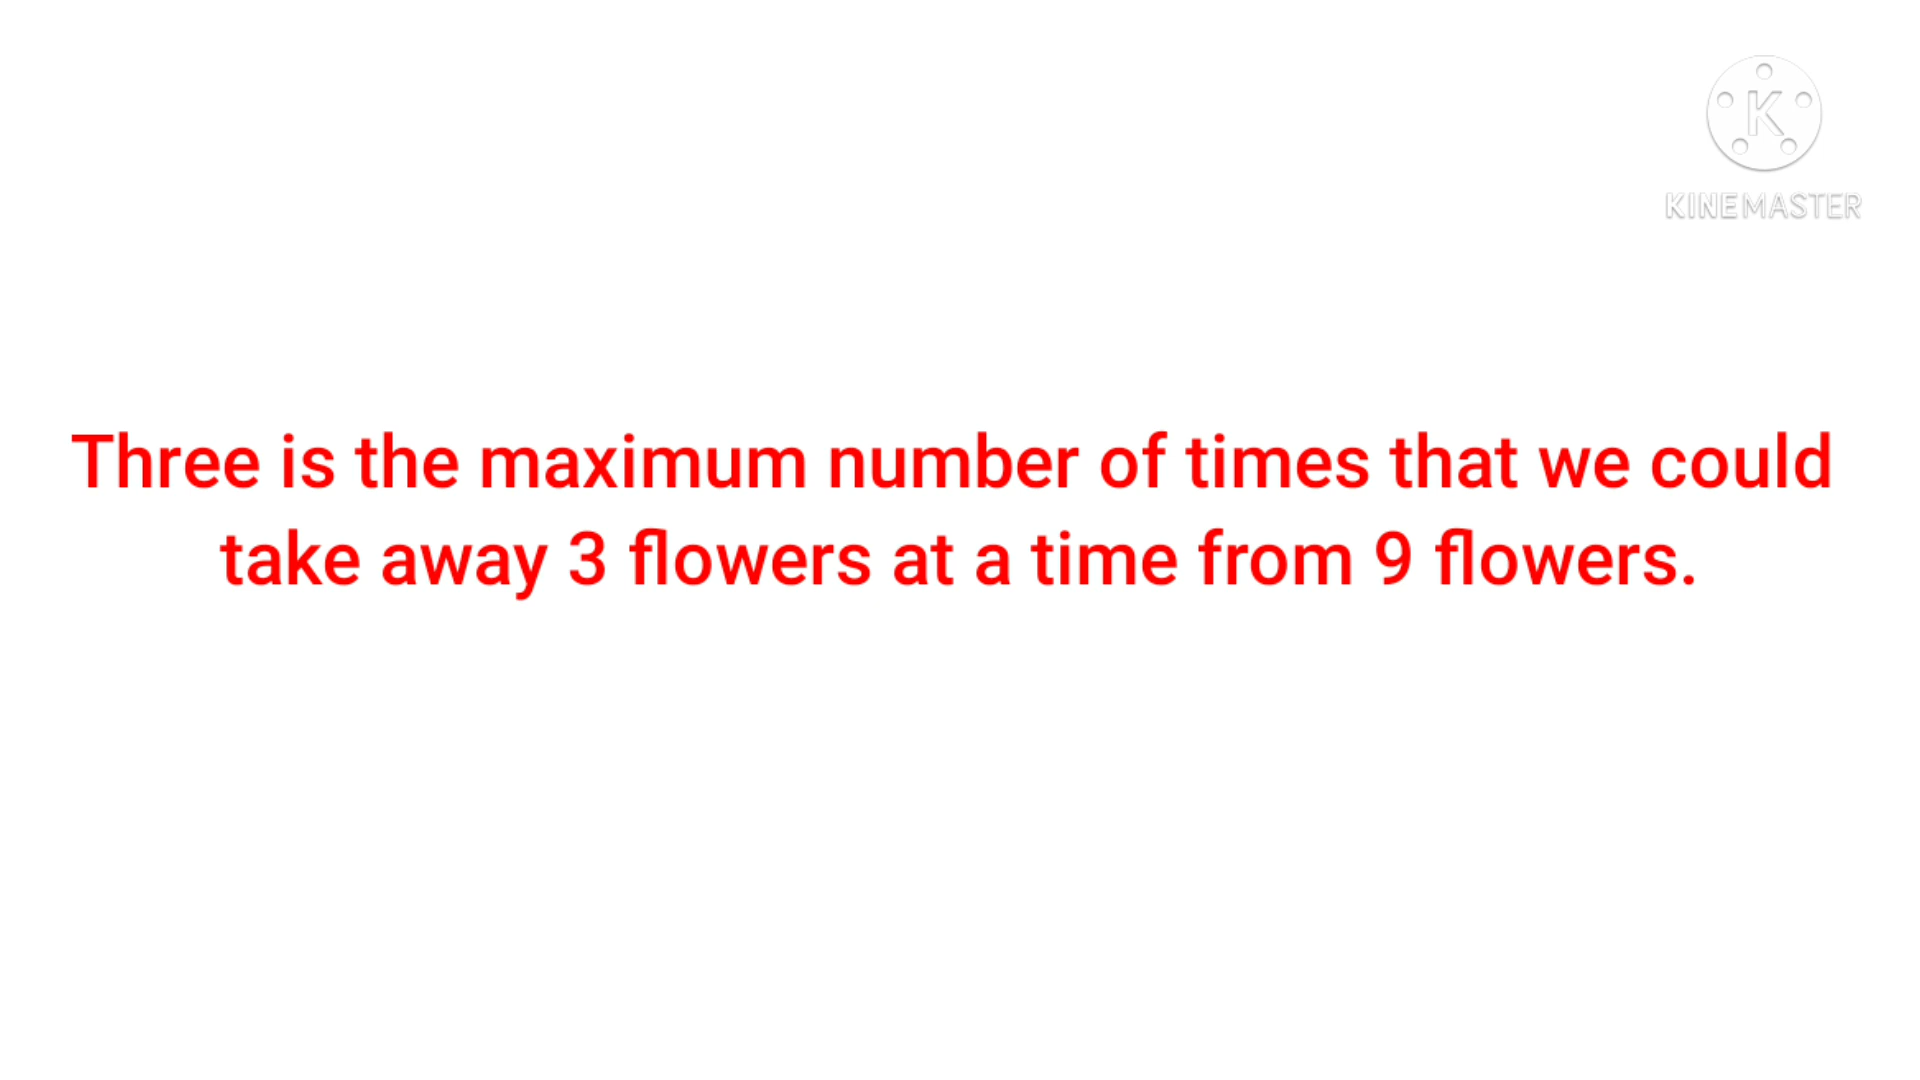 K
KINEMASTER
Three is the maximum number of times that we could
take away 3 flowers at a time from 9 flowers.